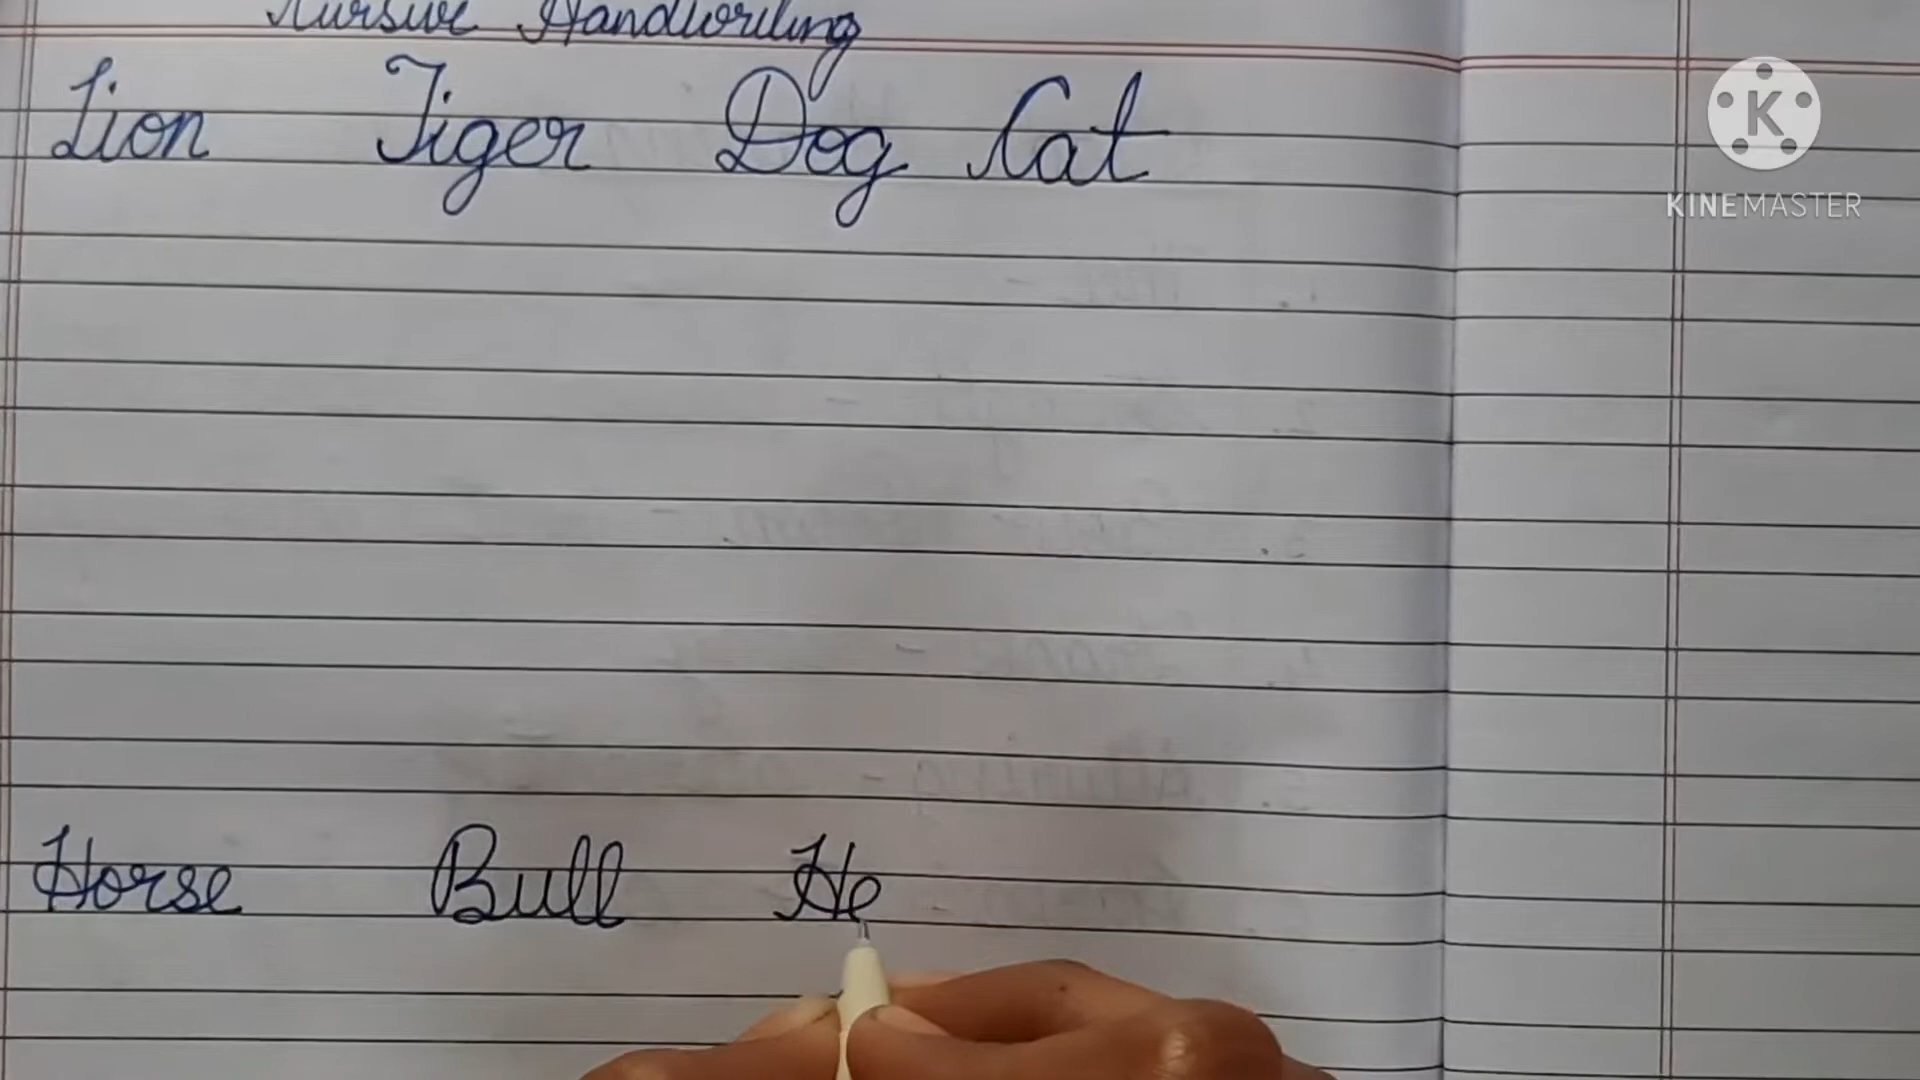 Cursive Handwriting
Lion Tiger Dog Cat
K
KINEMASTER
Horse Bull He